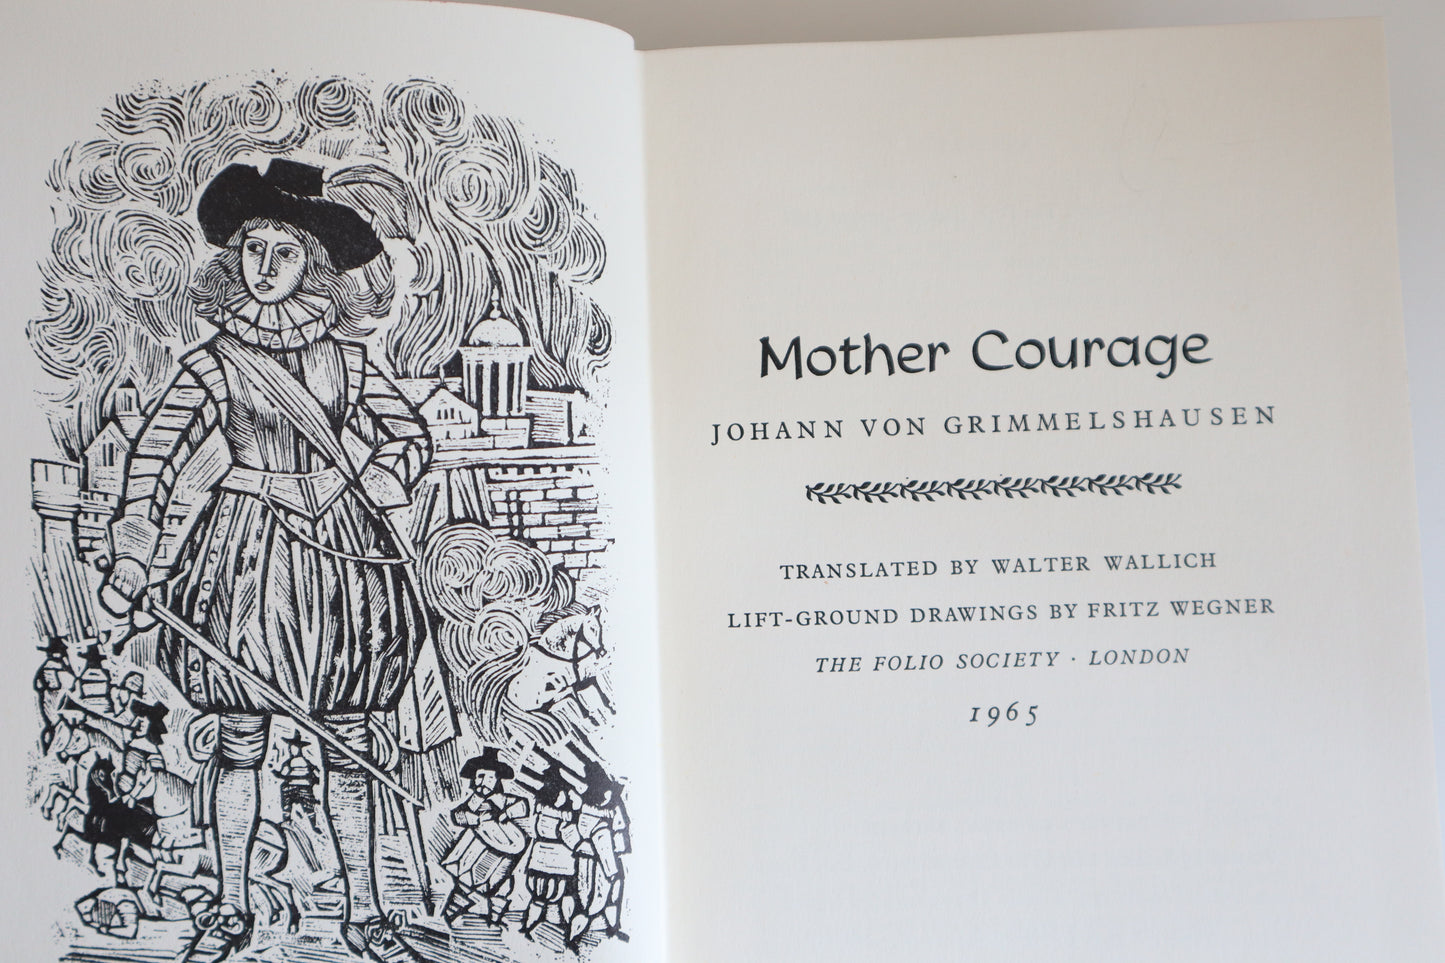 Mother Courage
JOHANN VON GRIMMELSHAUSEN
TRANSLATED BY WALTER WALLICH
LIFT-GROUND DRAWINGS BY FRITZ WEGNER
THE FOLIO SOCIETY · LONDON
1965